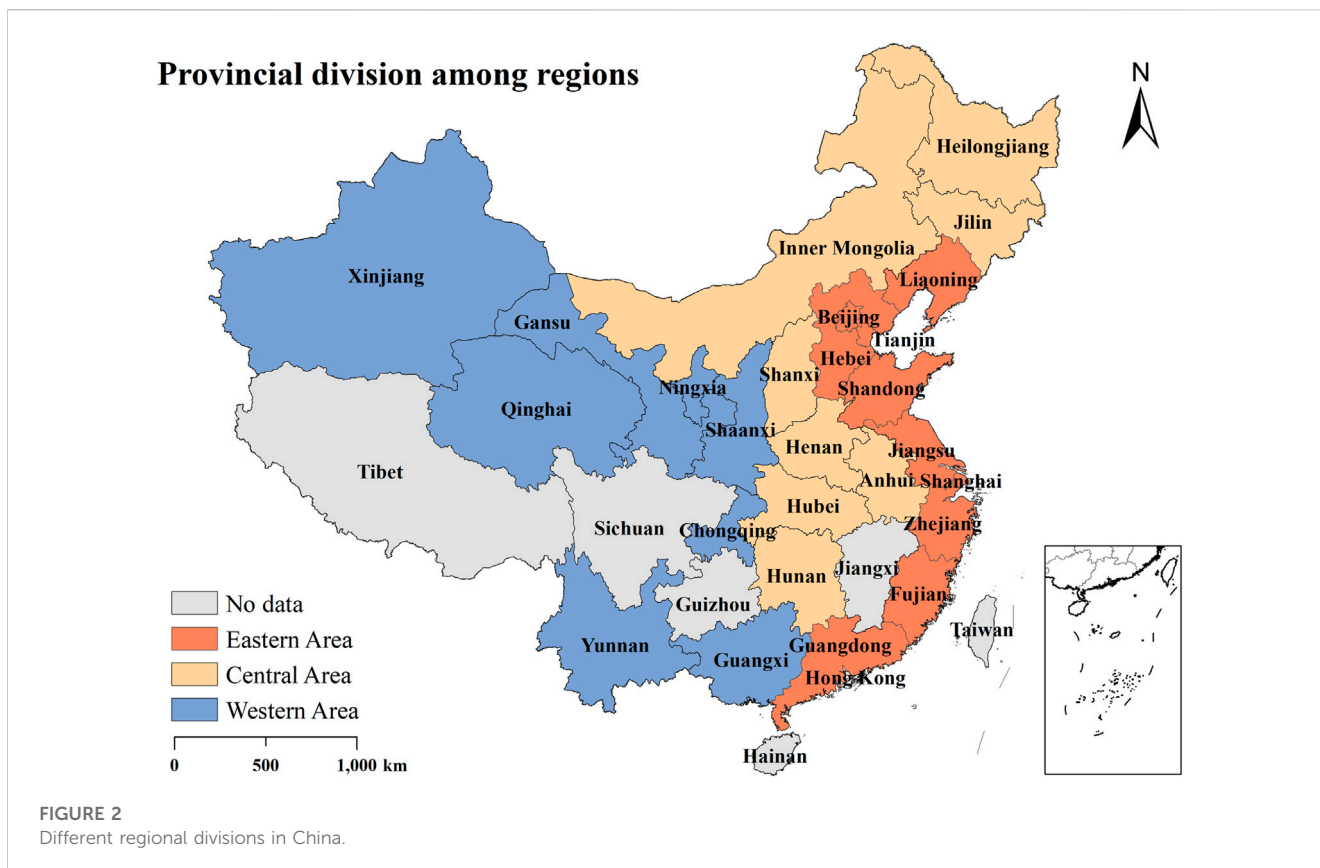 Provincial division among regions
N
Heilongjiang
Jilin
Inner Mongolia
Liaoning
Xinjiang
Gansu
Beijing
Tianjin
Hebei
Shanxi
Ningxia
Shandong
Qinghai
Shaanxi
Henan
Jiangsu
Tibet
Anhui
Shanghai
Hubei
Zhejiang
Sichuan
Chongqing
Jiangxi
Hunan
Fujian
Guizhou
Taiwan
Yunnan
Guangxi
Guangdong
Hong Kong
Hainan
No data
Eastern Area
Central Area
Western Area
0 500 1,000 km
FIGURE 2
Different regional divisions in China.